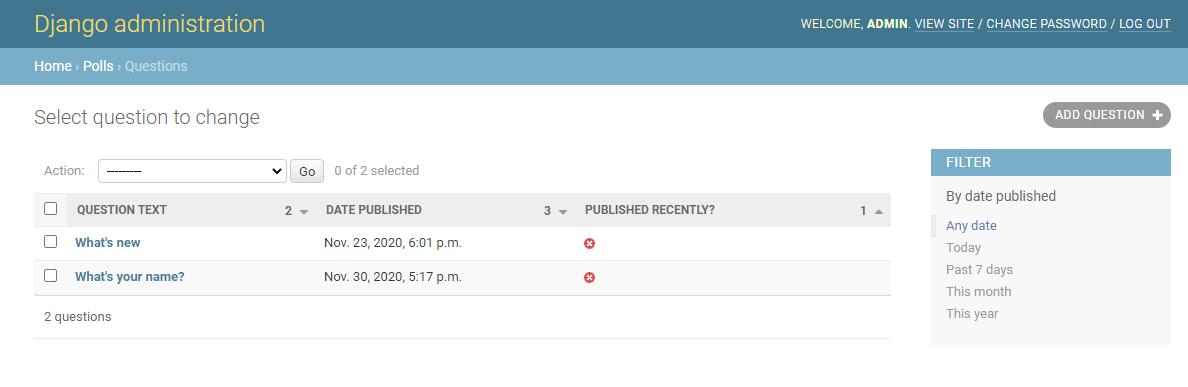 Django administration
WELCOME, ADMIN. VIEW SITE / CHANGE PASSWORD / LOG OUT
Home › Polls › Questions
Select question to change
ADD QUESTION +
Action: --------- Go 0 of 2 selected
FILTER
QUESTION TEXT 2 DATE PUBLISHED 3 PUBLISHED RECENTLY? 1
What's new Nov. 23, 2020, 6:01 p.m.
What's your name? Nov. 30, 2020, 5:17 p.m.
2 questions
By date published
Any date
Today
Past 7 days
This month
This year